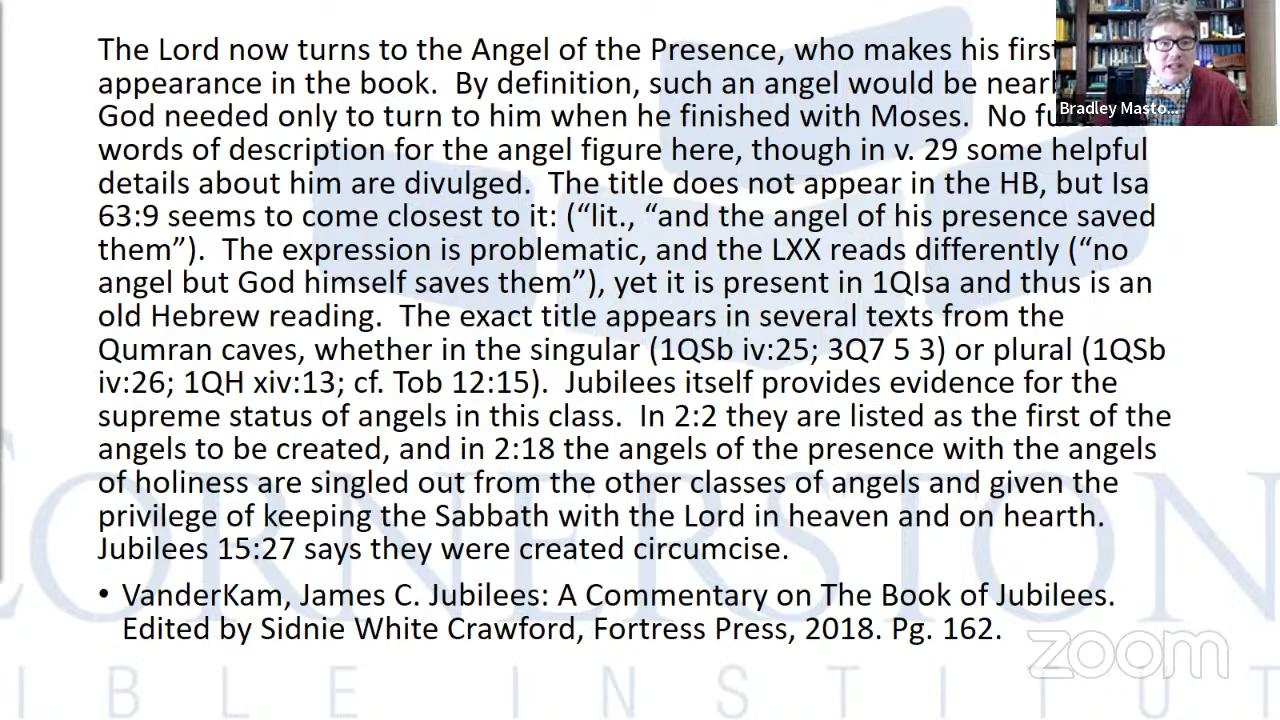 The Lord now turns to the Angel of the Presence, who makes his first
appearance in the book. By definition, such an angel would be
God needed only to turn to him when he finished with Moses. No
words of description for the angel figure here, though in v. 29 some helpful
details about him are divulged. The title does not appear in the HB, but Isa
63:9 seems to come closest to it: (“lit., “and the angel of his presence saved
them”). The expression is problematic, and the LXX reads differently (“no
angel but God himself saves them”), yet it is present in 1QIsa and thus is an
old Hebrew reading. The exact title appears in several texts from the
Qumran caves, whether in the singular (1QSb iv:25; 3Q7 5 3) or plural (1QSb
iv:26; 1QH xiv:13; cf. Tob 12:15). Jubilees itself provides evidence for the
supreme status of angels in this class. In 2:2 they are listed as the first of the
angels to be created, and in 2:18 the angels of the presence with the angels
of holiness are singled out from the other classes of angels and given the
privilege of keeping the Sabbath with the Lord in heaven and on hearth.
Jubilees 15:27 says they were created circumcise.
• VanderKam, James C. Jubilees: A Commentary on The Book of Jubilees.
Edited by Sidnie White Crawford, Fortress Press, 2018. Pg. 162.
Bradley Masto...
CORNERSTON
IBLE INSTITUT
zoom